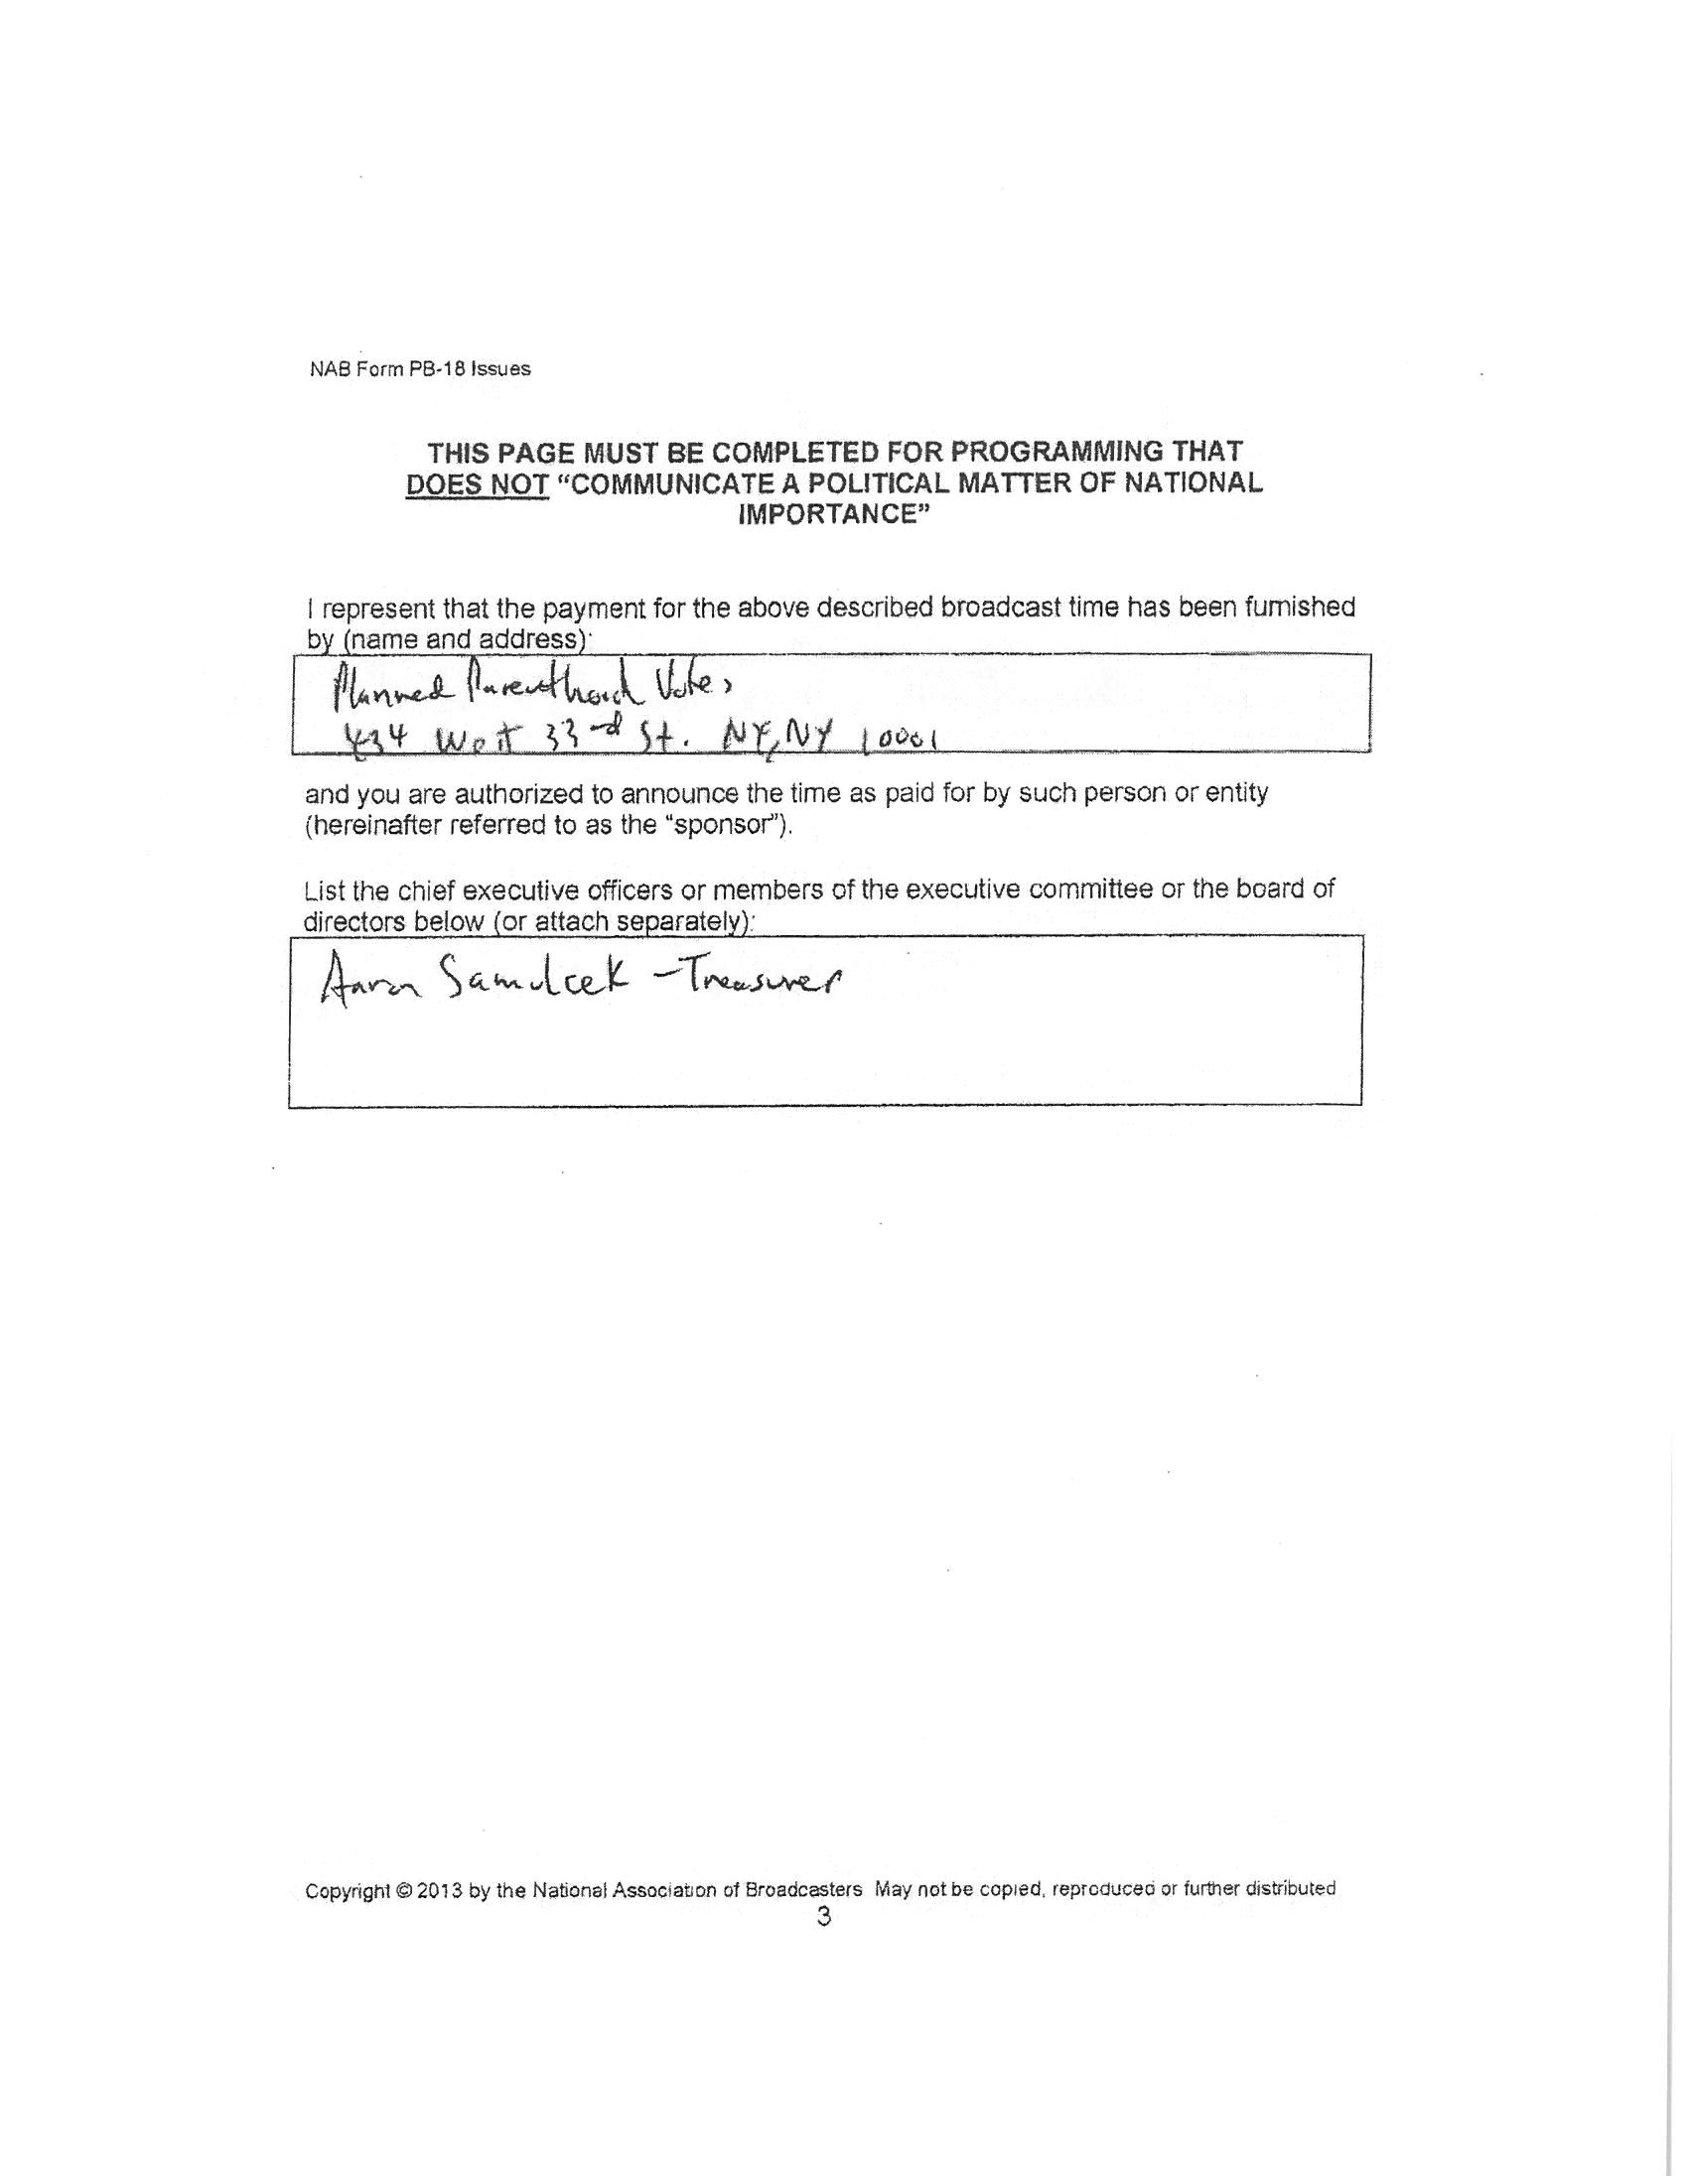 NAB Form PB-18 Issues
THIS PAGE MUST BE COMPLETED FOR PROGRAMMING THAT
DOES NOT “COMMUNICATE A POLITICAL MATTER OF NATIONAL
IMPORTANCE”
I represent that the payment for the above described broadcast time has been furnished
by (name and address):
Planned Parenthood Votes
434 West 33rd St. NY, NY 10001
and you are authorized to announce the time as paid for by such person or entity
(hereinafter referred to as the “sponsor”).
List the chief executive officers or members of the executive committee or the board of
directors below (or attach separately):
Aaron Samulcek - Treasurer
Copyright © 2013 by the National Association of Broadcasters May not be copied, reproduced or further distributed
3